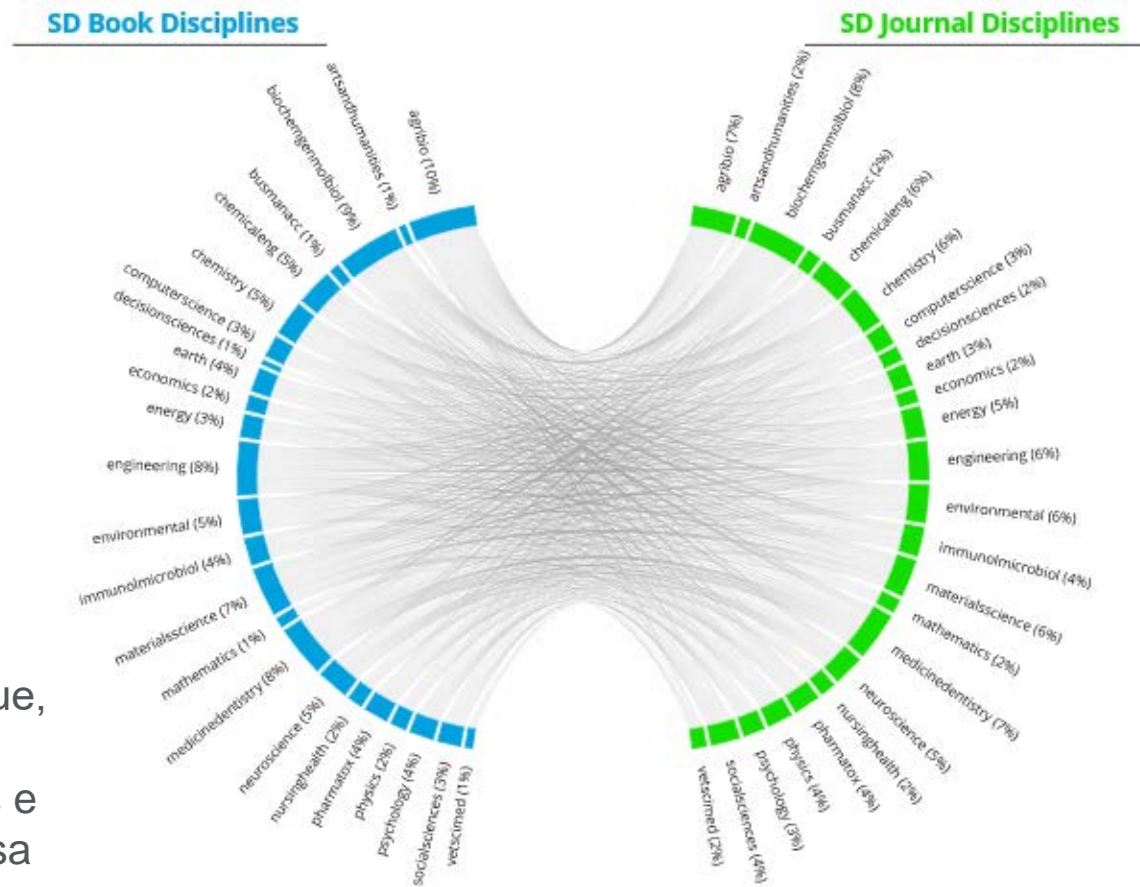 SD Book Disciplines
agribio (10%)
artsandhumanities (1%)
biochemgenmolbiol (9%)
busmanacc (1%)
chemicaleng (5%)
chemistry (5%)
computerscience (3%)
decisionsciences (1%)
earth (4%)
economics (2%)
energy (3%)
engineering (8%)
environmental (5%)
immunolmicrobiol (4%)
materialsscience (7%)
mathematics (1%)
medicinedentistry (8%)
neuroscience (5%)
nursinghealth (2%)
pharmatox (4%)
physics (2%)
psychology (4%)
socialsciences (3%)
vetscimed (1%)
SD Journal Disciplines
agribio (7%)
artsandhumanities (2%)
biochemgenmolbiol (8%)
busmanacc (2%)
chemicaleng (6%)
chemistry (6%)
computerscience (3%)
decisionsciences (2%)
earth (3%)
economics (2%)
energy (5%)
engineering (6%)
environmental (6%)
immunolmicrobiol (4%)
materialsscience (6%)
mathematics (2%)
medicinedentistry (7%)
neuroscience (5%)
nursinghealth (2%)
pharmatox (4%)
physics (4%)
psychology (3%)
socialsciences (4%)
vetscimed (2%)
ue,
e
sa